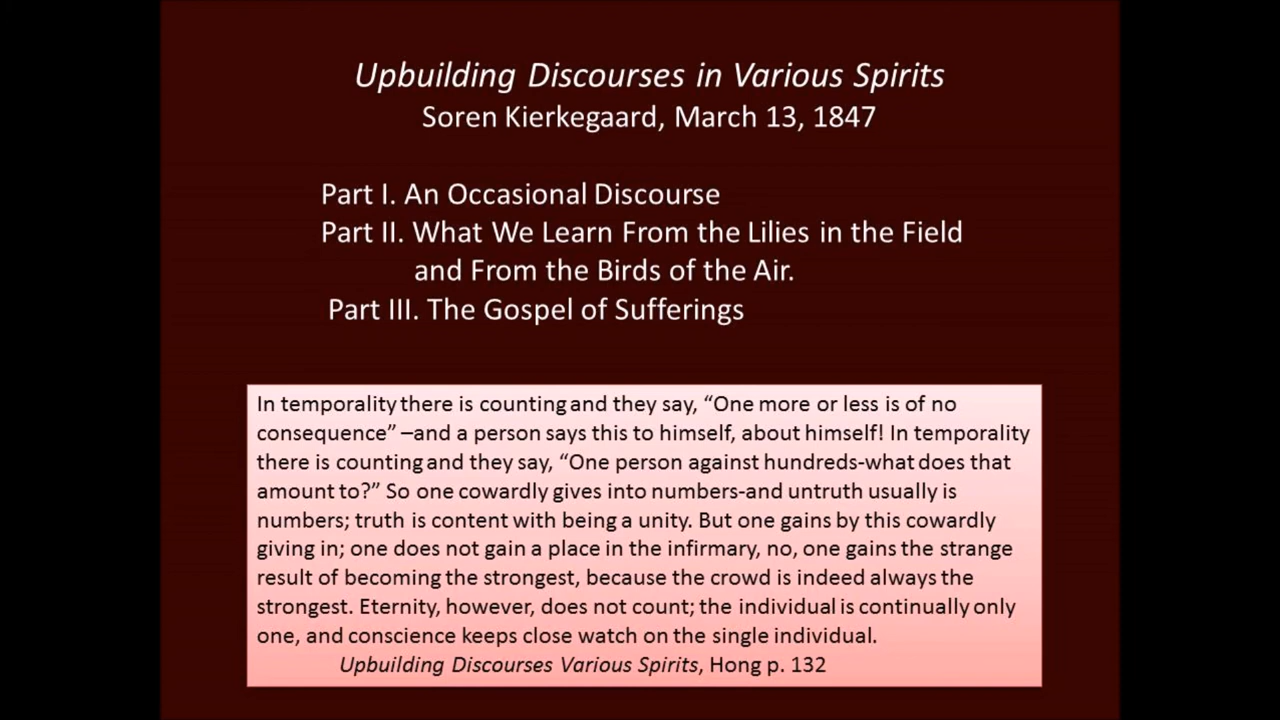 Upbuilding Discourses in Various Spirits
Soren Kierkegaard, March 13, 1847
Part I. An Occasional Discourse
Part II. What We Learn From the Lilies in the Field
and From the Birds of the Air.
Part III. The Gospel of Sufferings
In temporality there is counting and they say, “One more or less is of no
consequence” –and a person says this to himself, about himself! In temporality
there is counting and they say, “One person against hundreds-what does that
amount to?” So one cowardly gives into numbers-and untruth usually is
numbers; truth is content with being a unity. But one gains by this cowardly
giving in; one does not gain a place in the infirmary, no, one gains the strange
result of becoming the strongest, because the crowd is indeed always the
strongest. Eternity, however, does not count; the individual is continually only
one, and conscience keeps close watch on the single individual.
Upbuilding Discourses Various Spirits, Hong p. 132